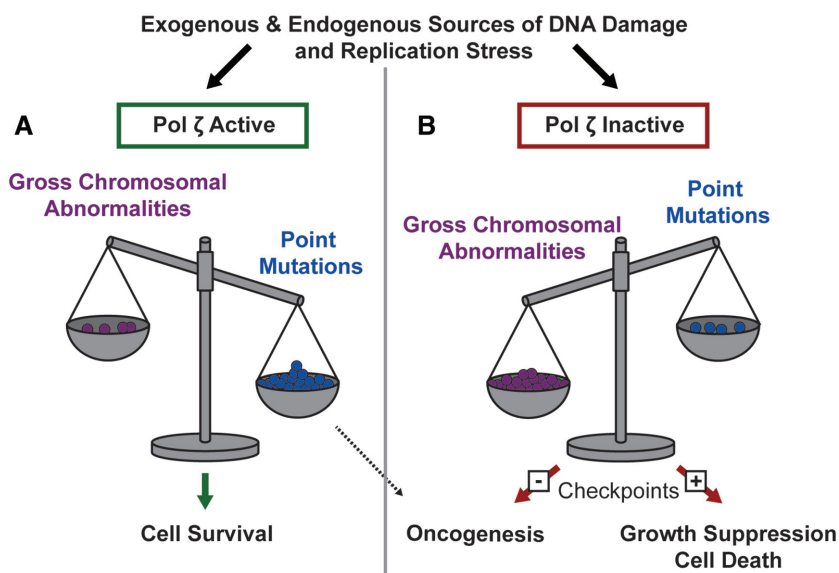 Exogenous & Endogenous Sources of DNA Damage
and Replication Stress
A
Pol ζ Active
Gross Chromosomal
Abnormalities
Point
Mutations
Cell Survival
B
Pol ζ Inactive
Point
Mutations
Gross Chromosomal
Abnormalities
-
Checkpoints
+
Oncogenesis
Growth Suppression
Cell Death